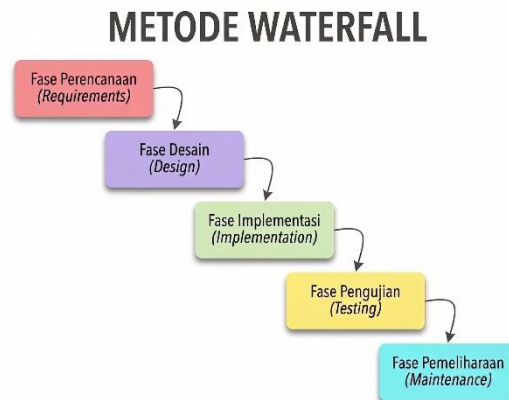 METODE WATERFALL
Fase Perencanaan
(Requirements)
Fase Desain
(Design)
Fase Implementasi
(Implementation)
Fase Pengujian
(Testing)
Fase Pemeliharaan
(Maintenance)